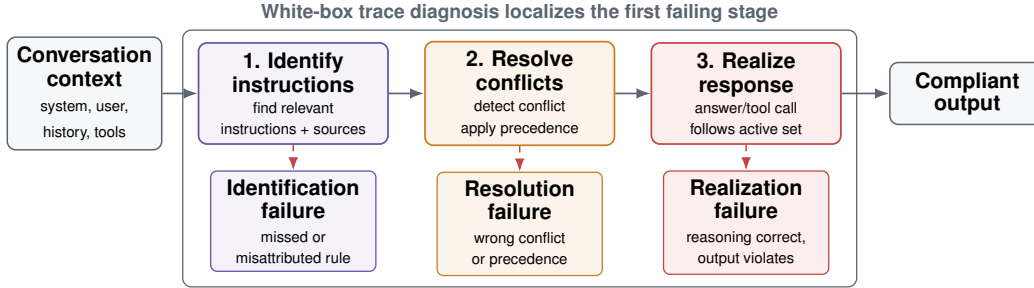 White-box trace diagnosis localizes the first failing stage
Conversation
context
system, user,
history, tools
1. Identify
instructions
find relevant
instructions + sources
2. Resolve
conflicts
detect conflict
apply precedence
3. Realize
response
answer/tool call
follows active set
Compliant
output
Identification
failure
missed or
misattributed rule
Resolution
failure
wrong conflict
or precedence
Realization
failure
reasoning correct,
output violates